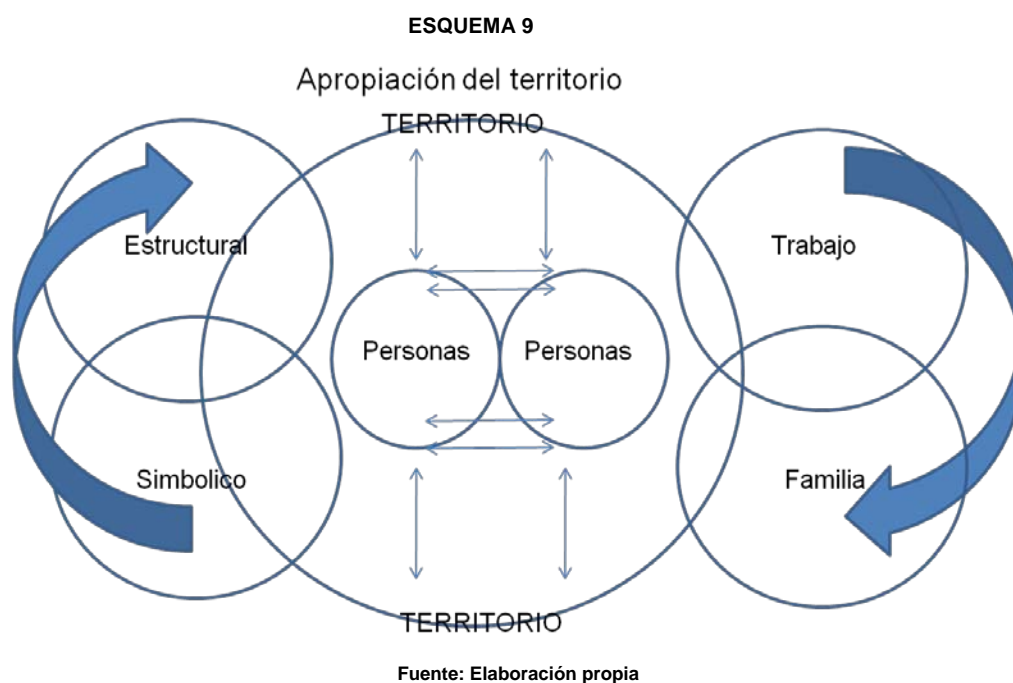 ESQUEMA 9
Apropiación del territorio
TERRITORIO
Estructural
Trabajo
Personas
Personas
Simbolico
Familia
TERRITORIO
Fuente: Elaboración propia